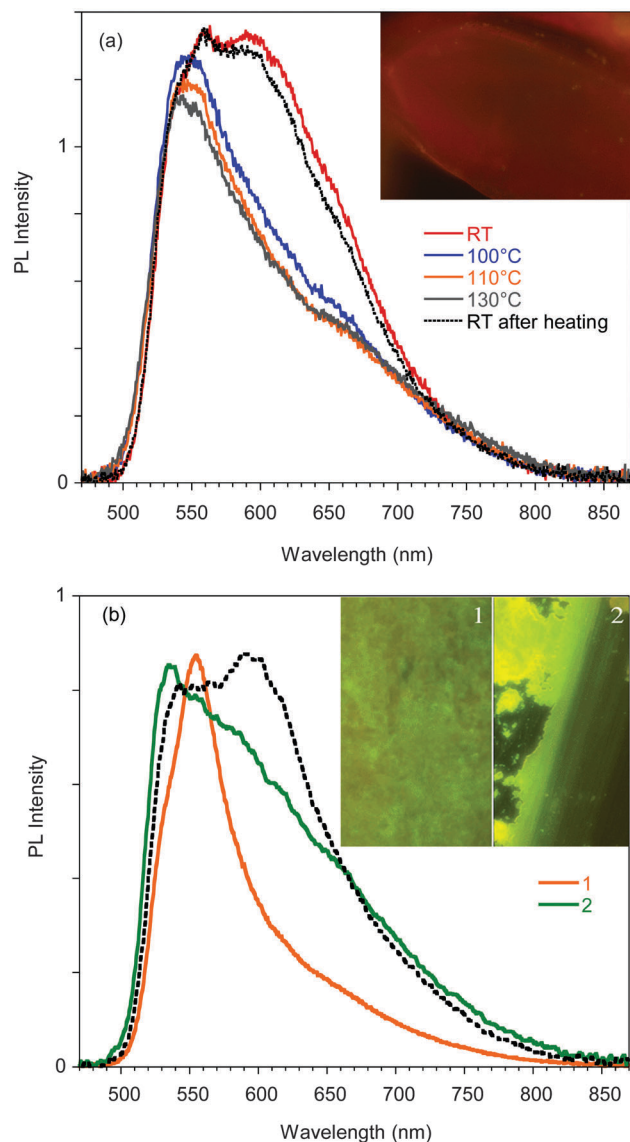 (a)
PL Intensity
1
0
RT
100°C
110°C
130°C
RT after heating
500 550 600 650 700 750 800 850
Wavelength (nm)
(b)
PL Intensity
1
0
1 2
1
2
500 550 600 650 700 750 800 850
Wavelength (nm)